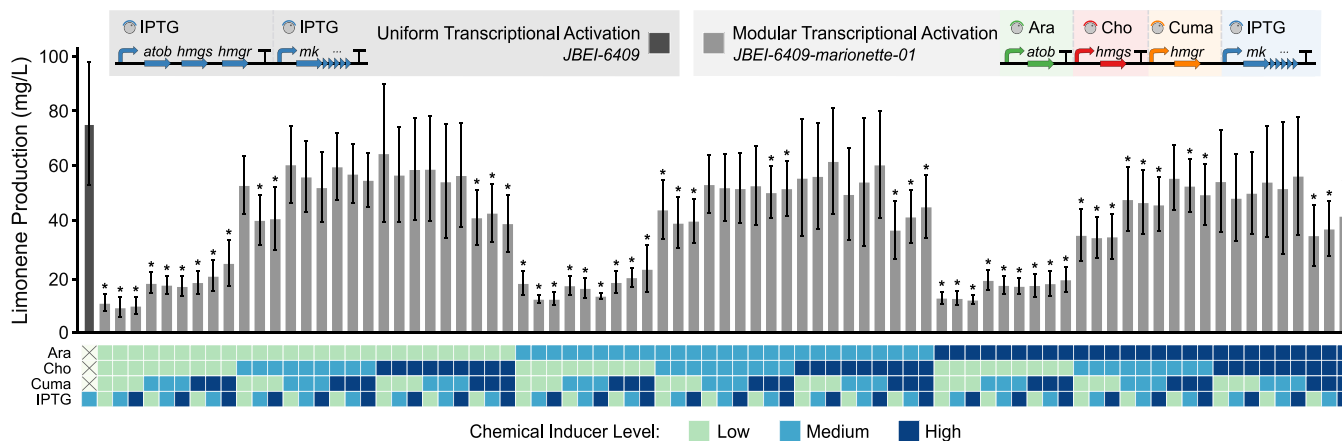 IPTG IPTG
atob hmgs hmgr mk ...
Uniform Transcriptional Activation
JBEI-6409
Modular Transcriptional Activation
JBEI-6409-marionette-01
Ara Cho Cuma IPTG
atob hmgs hmgr mk ...
Limonene Production (mg/L)
100
80
60
40
20
0
* * * * * * * * * * * * * * * * * * * * * * * * * * * * * * * * * * * * * * * * * * * * * * * * * * * *
Ara
Cho
Cuma
IPTG
Chemical Inducer Level: Low Medium High